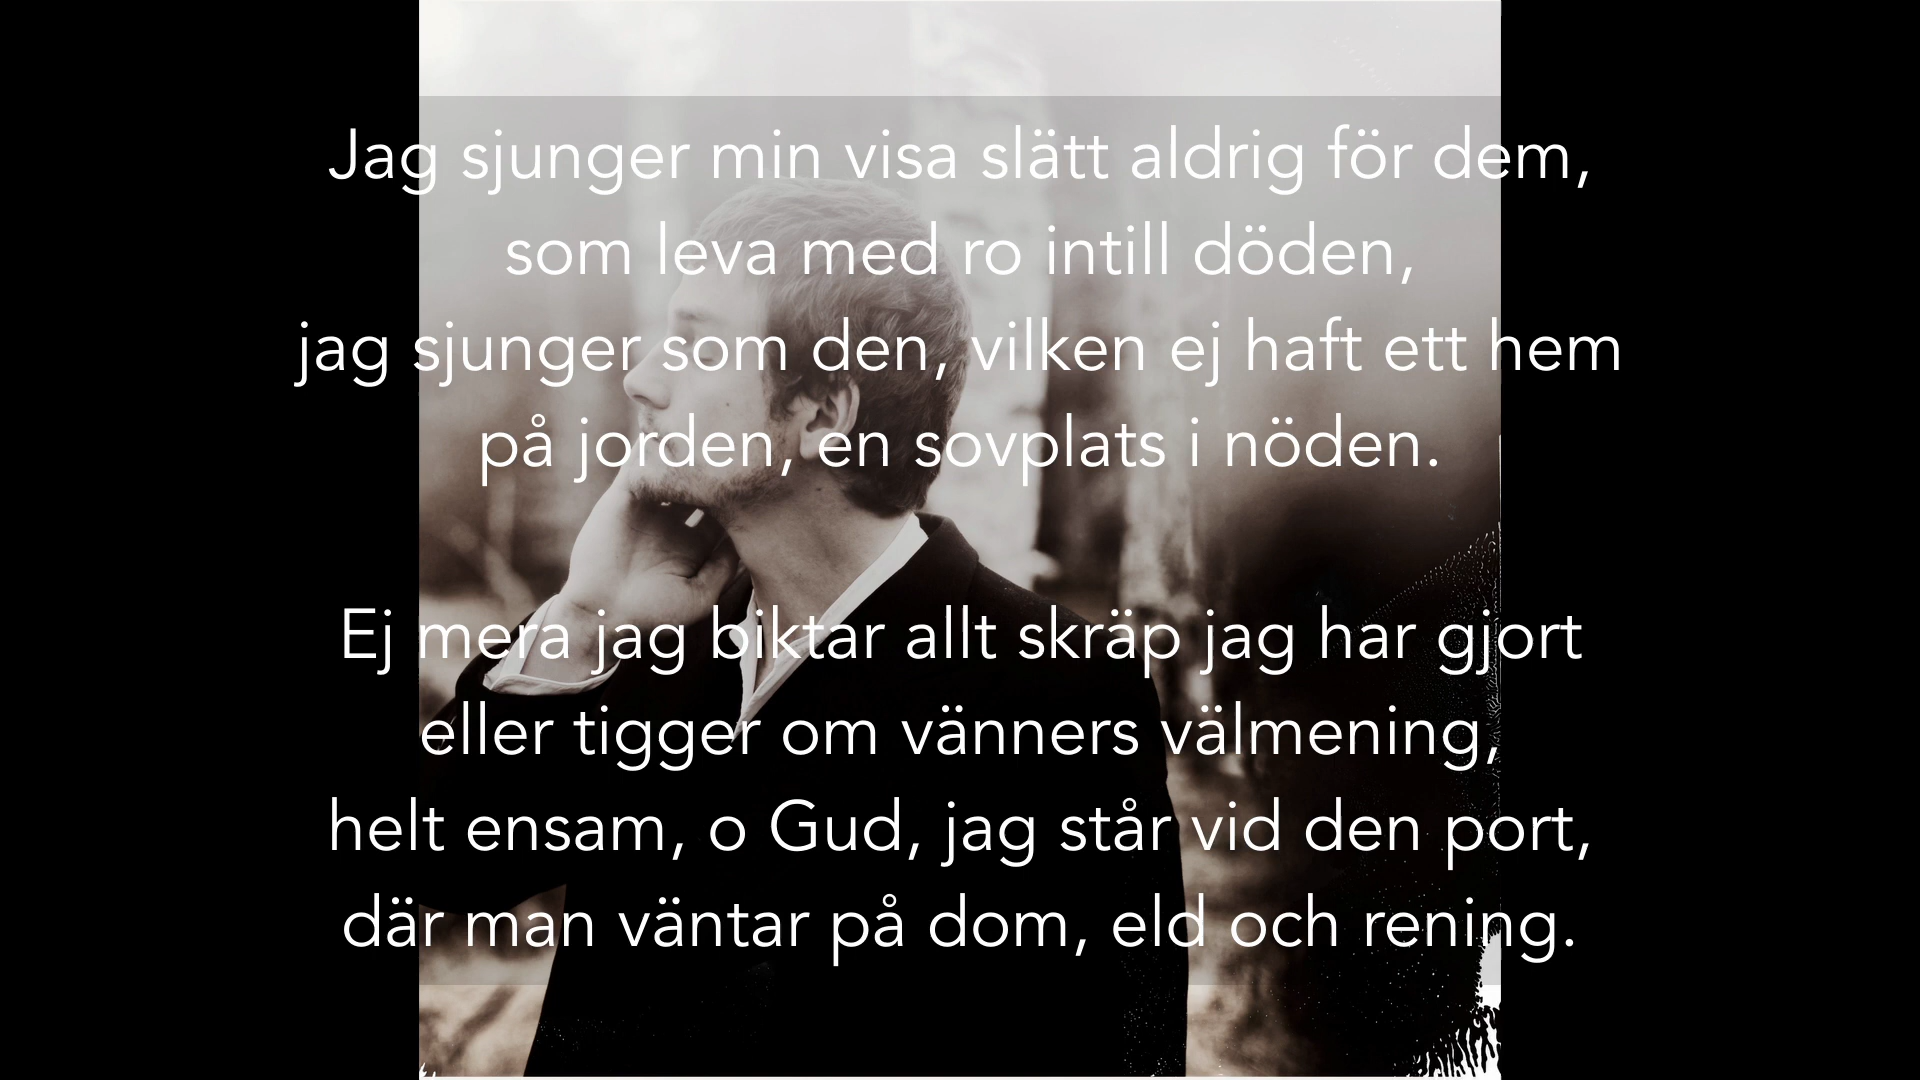 Jag sjunger min visa slätt aldrig för dem,
som leva med ro intill döden,
jag sjunger som den, vilken ej haft ett hem
på jorden, en sovplats i nöden.
Ej mera jag biktar allt skräp jag har gjort
eller tigger om vänners välmening,
helt ensam, o Gud, jag står vid den port,
där man väntar på dom, eld och rening.